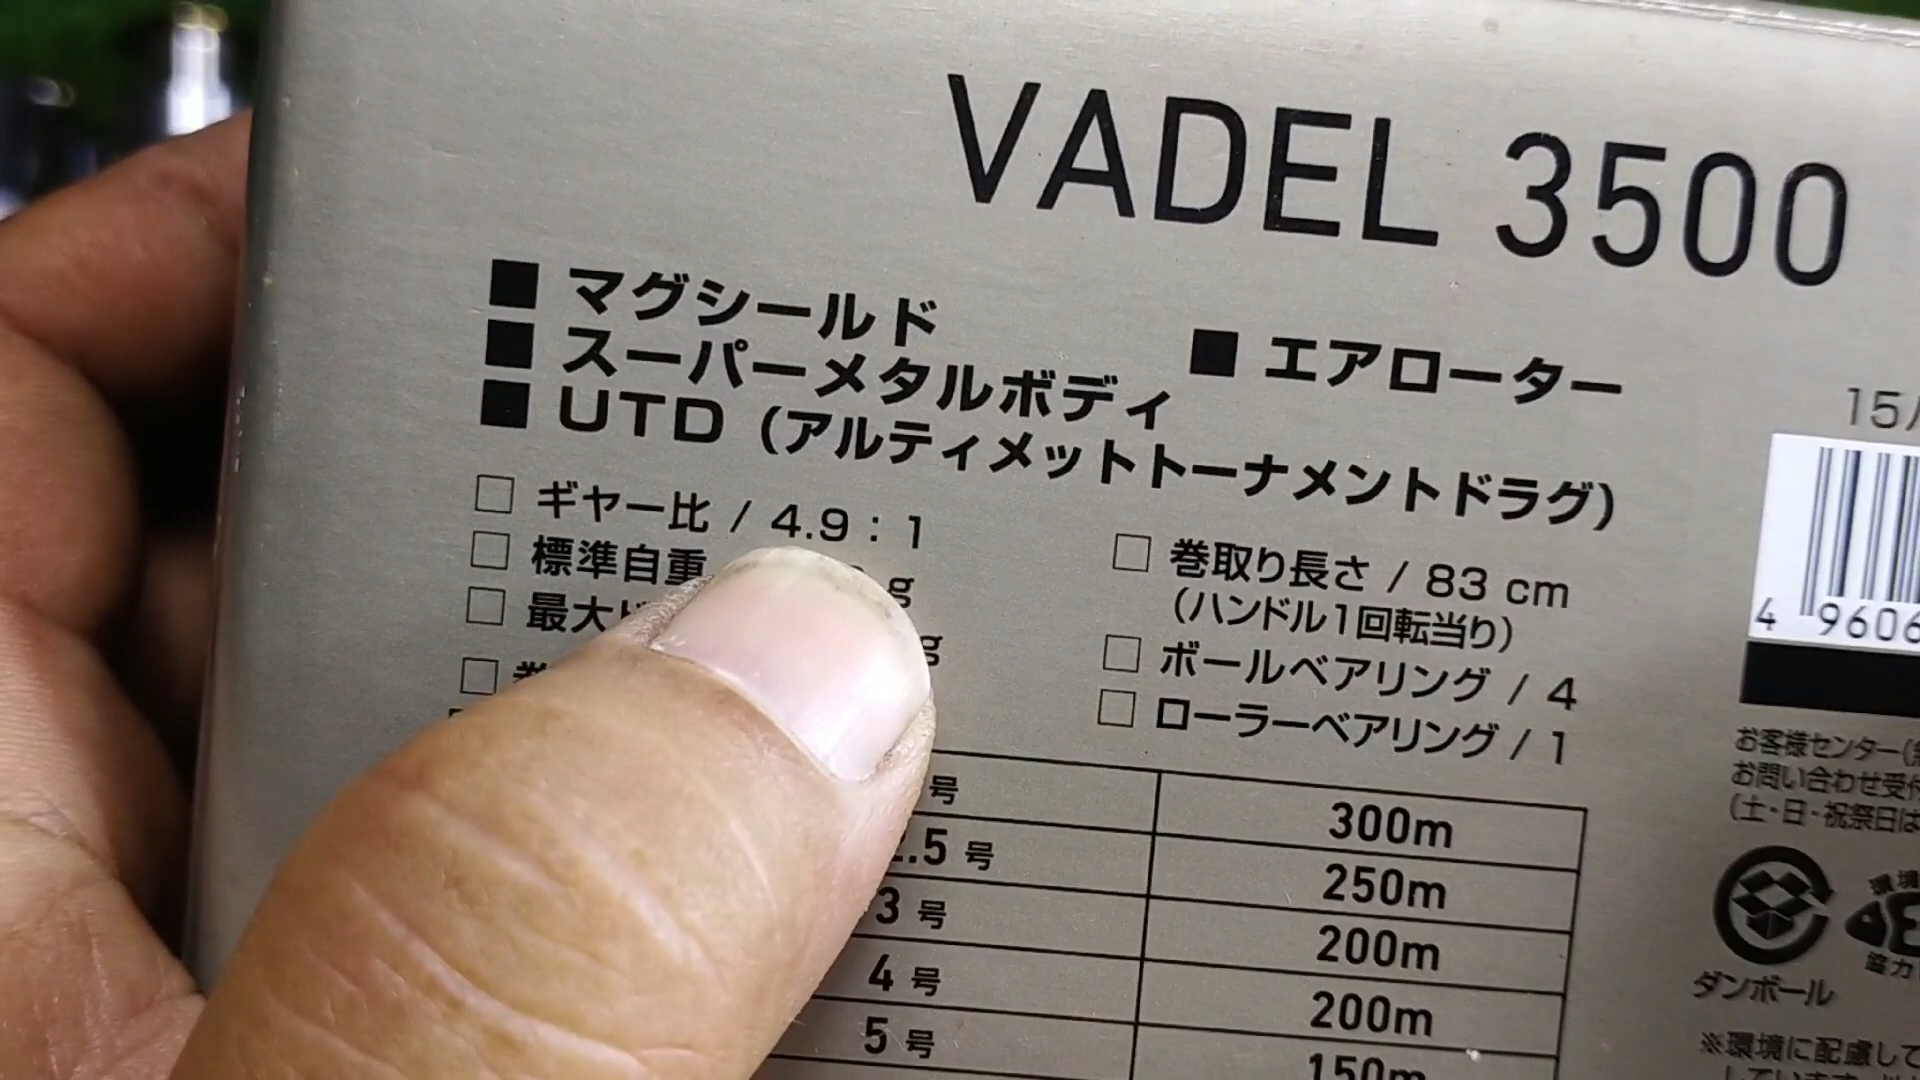 VADEL 3500
■ マグシールド
■ エアローター
■ スーパーメタルボディ
■ UTD（アルティメットトーナメントドラグ）
□ ギヤー比 / 4.9 : 1
□ 標準自重 g
□ 最大 g
□ 巻取り長さ / 83 cm
（ハンドル1回転当り）
□ ボールベアリング / 4
□ ローラーベアリング / 1
号 300m
.5 号 250m
3 号 200m
4 号 200m
5 号 150m
15
4 9606
お客様センター
お問い合わせ受付
（土・日・祝祭日は
ダンボール
環境
協力
※環境に配慮して